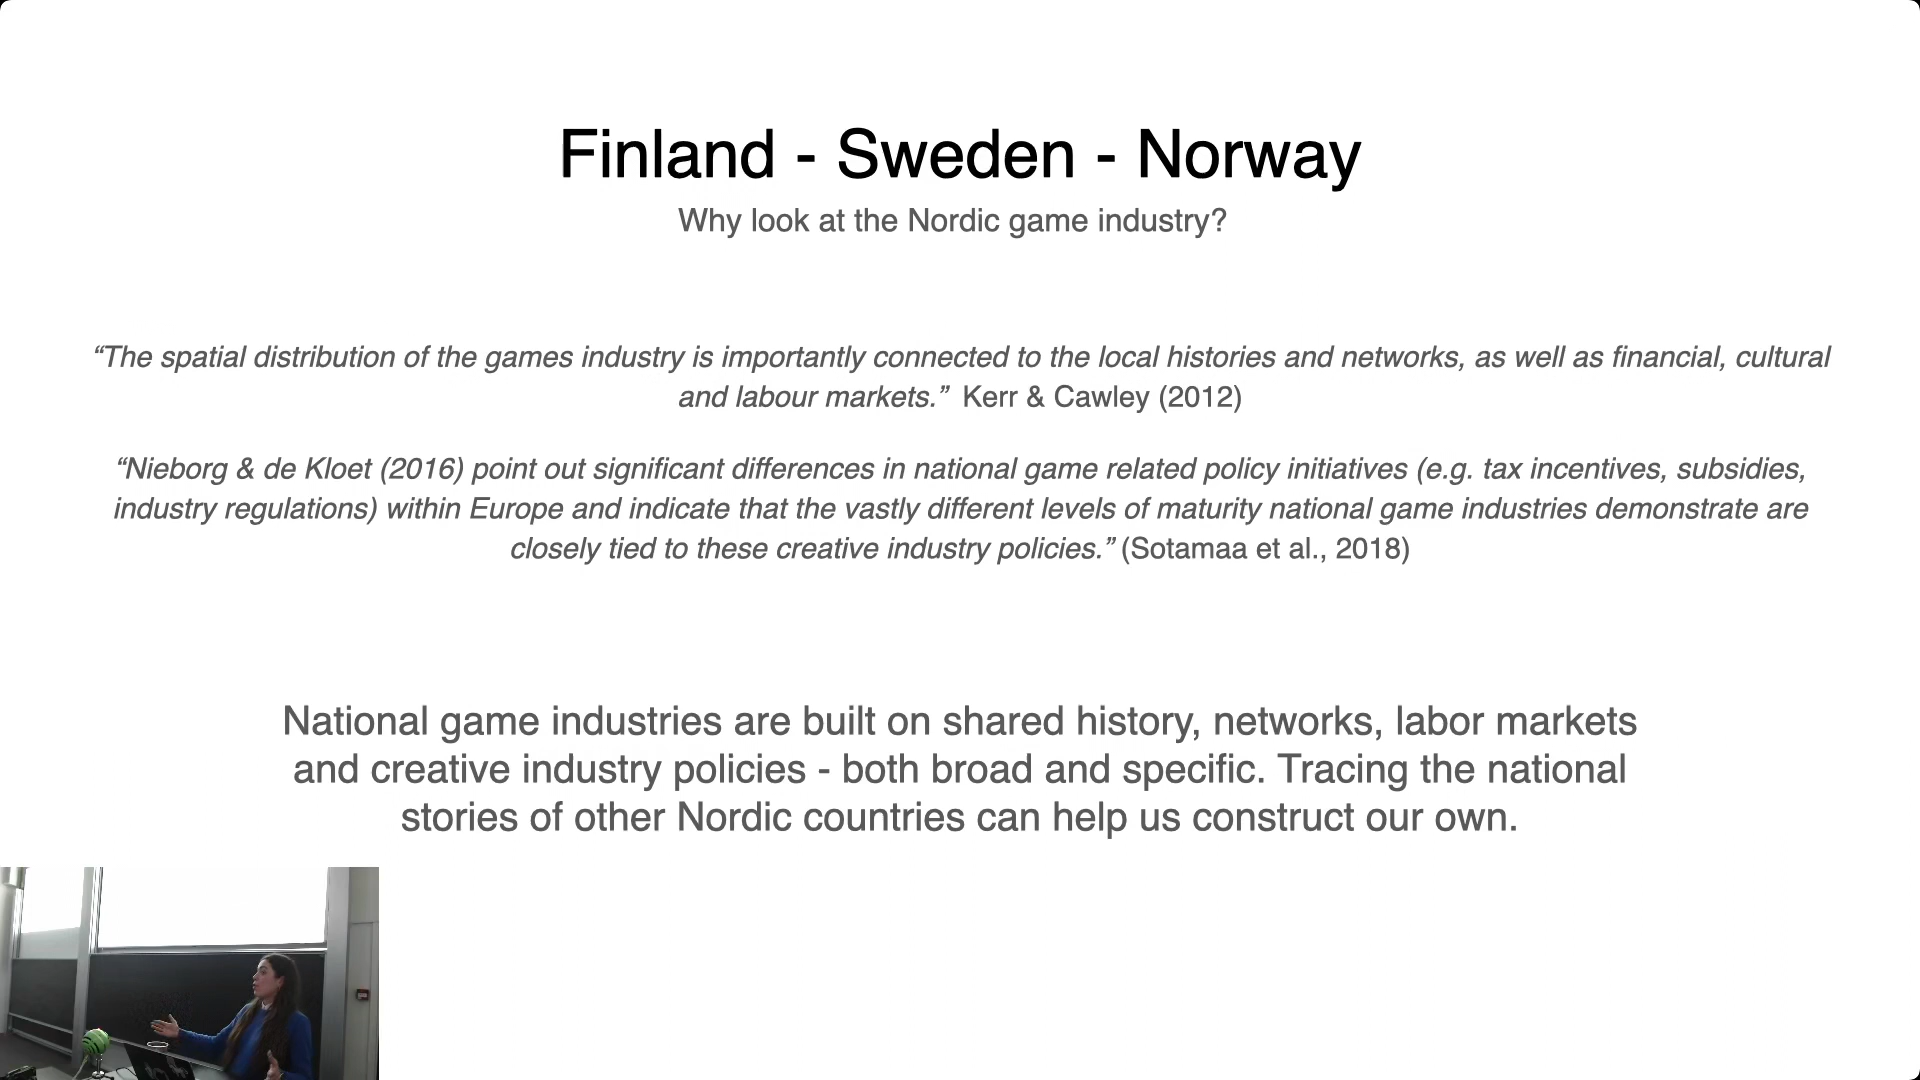 Finland - Sweden - Norway
Why look at the Nordic game industry?
“The spatial distribution of the games industry is importantly connected to the local histories and networks, as well as financial, cultural
and labour markets.” Kerr & Cawley (2012)
“Nieborg & de Kloet (2016) point out significant differences in national game related policy initiatives (e.g. tax incentives, subsidies,
industry regulations) within Europe and indicate that the vastly different levels of maturity national game industries demonstrate are
closely tied to these creative industry policies.” (Sotamaa et al., 2018)
National game industries are built on shared history, networks, labor markets
and creative industry policies - both broad and specific. Tracing the national
stories of other Nordic countries can help us construct our own.